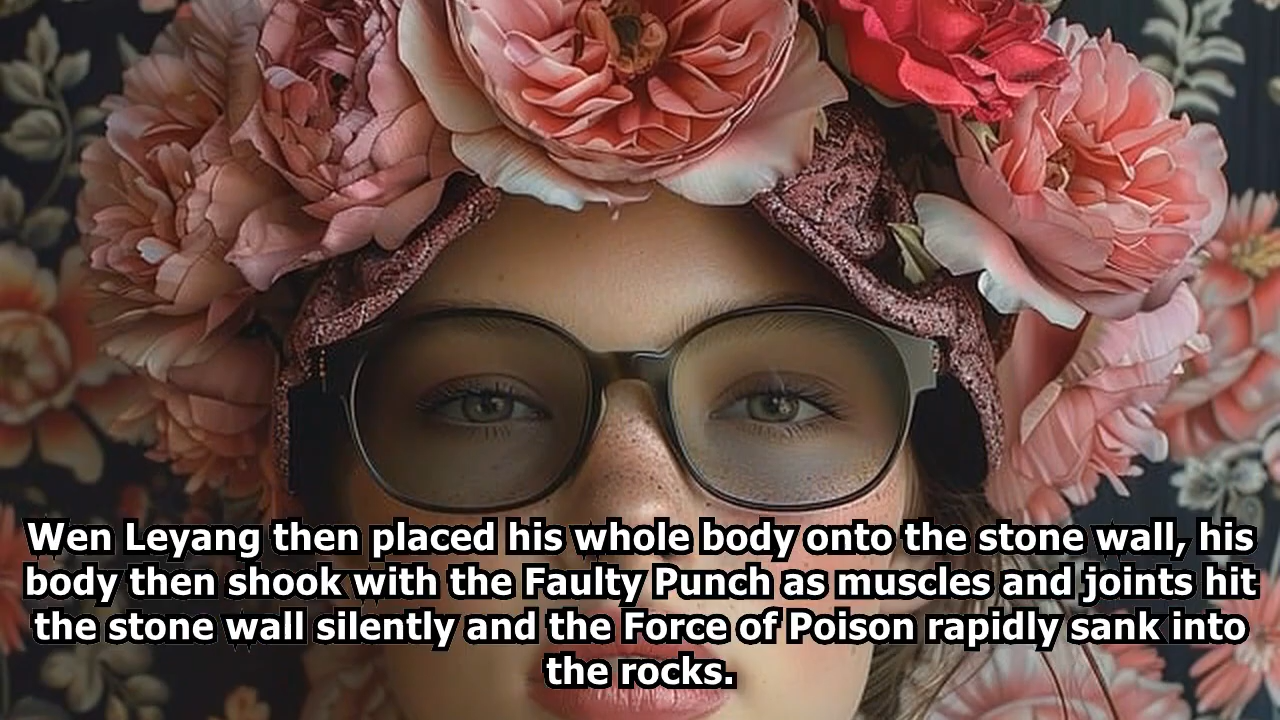 Wen Leyang then placed his whole body onto the stone wall, his
body then shook with the Faulty Punch as muscles and joints hit
the stone wall silently and the Force of Poison rapidly sank into
the rocks.